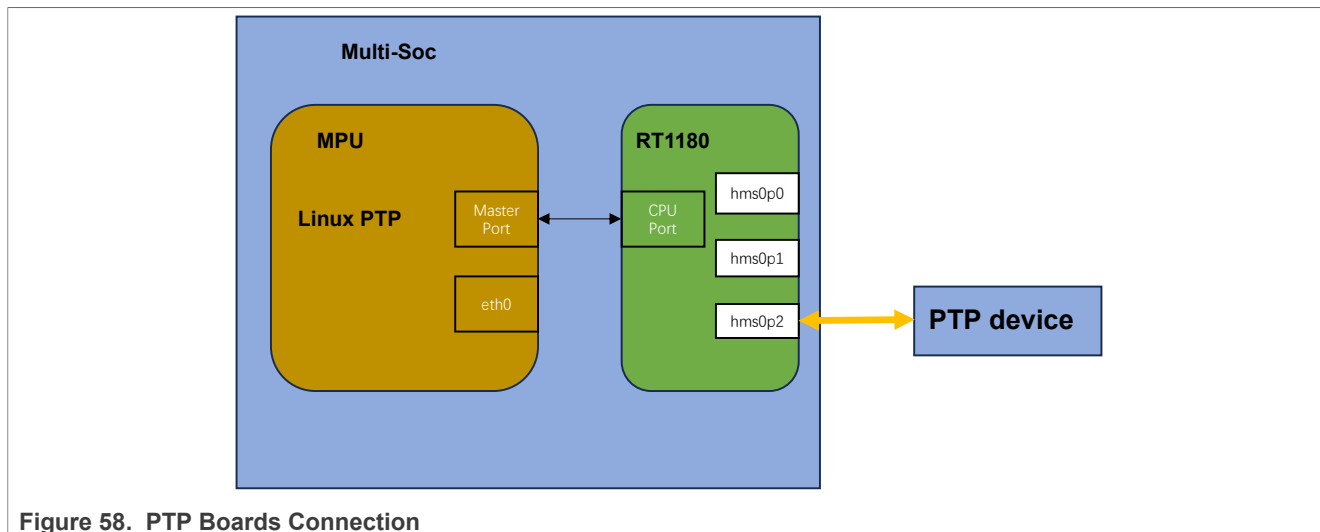 Multi-Soc
MPU
RT1180
hms0p0
Linux PTP
Master
Port
CPU
Port
hms0p1
eth0
hms0p2
PTP device
Figure 58. PTP Boards Connection